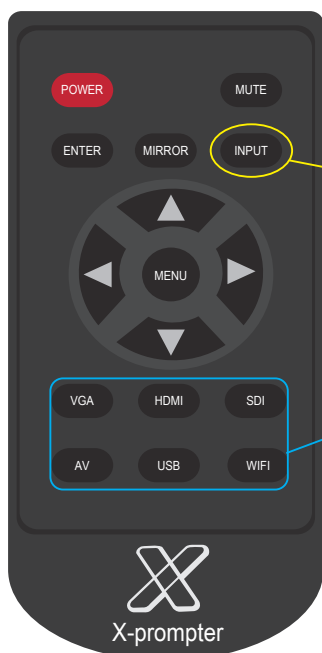 POWER MUTE
ENTER MIRROR INPUT
MENU
VGA HDMI SDI
AV USB WIFI
X
X-prompter